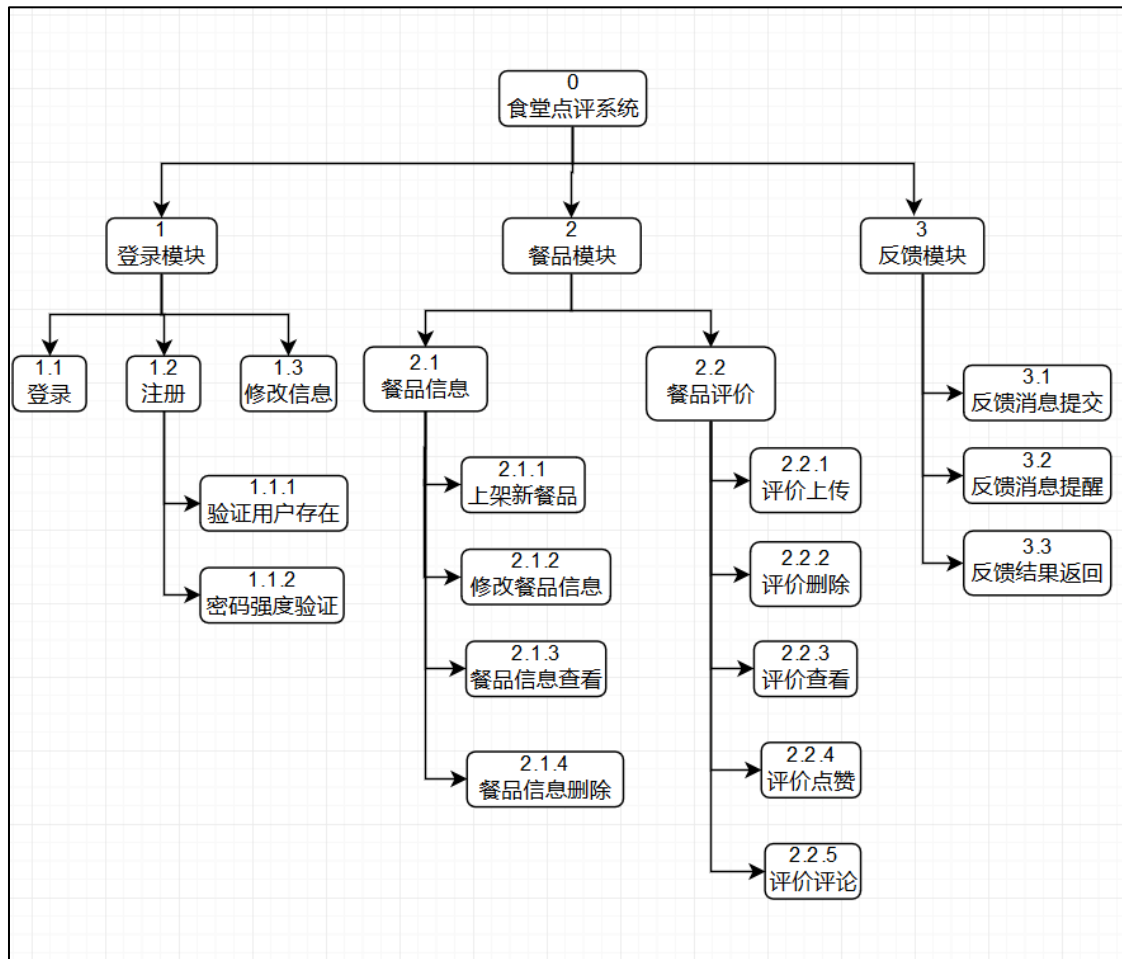 0
食堂点评系统
1
登录模块
2
餐品模块
3
反馈模块
1.1
登录
1.2
注册
1.3
修改信息
2.1
餐品信息
2.2
餐品评价
3.1
反馈消息提交
3.2
反馈消息提醒
3.3
反馈结果返回
1.1.1
验证用户存在
1.1.2
密码强度验证
2.1.1
上架新餐品
2.1.2
修改餐品信息
2.1.3
餐品信息查看
2.1.4
餐品信息删除
2.2.1
评价上传
2.2.2
评价删除
2.2.3
评价查看
2.2.4
评价点赞
2.2.5
评价评论